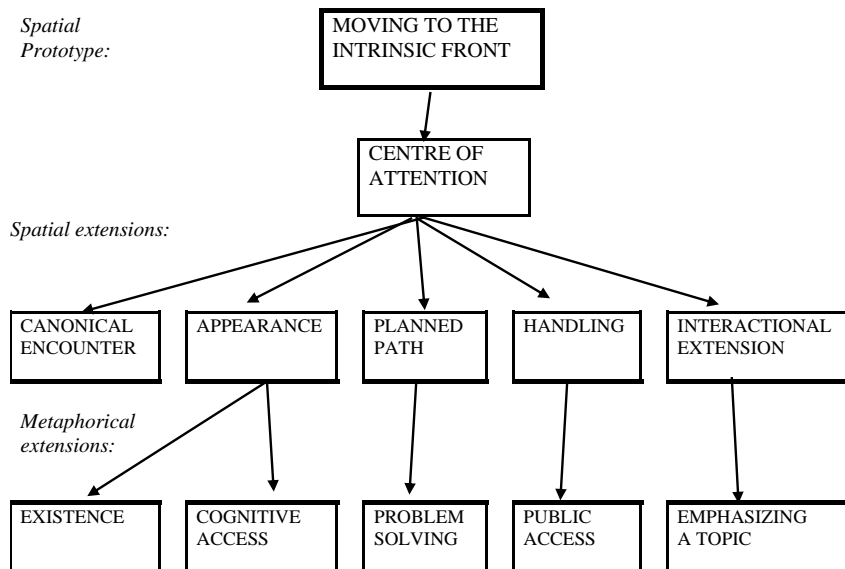 Spatial
Prototype:
MOVING TO THE
INTRINSIC FRONT
CENTRE OF
ATTENTION
Spatial extensions:
CANONICAL
ENCOUNTER
APPEARANCE
PLANNED
PATH
HANDLING
INTERACTIONAL
EXTENSION
Metaphorical
extensions:
EXISTENCE
COGNITIVE
ACCESS
PROBLEM
SOLVING
PUBLIC
ACCESS
EMPHASIZING
A TOPIC